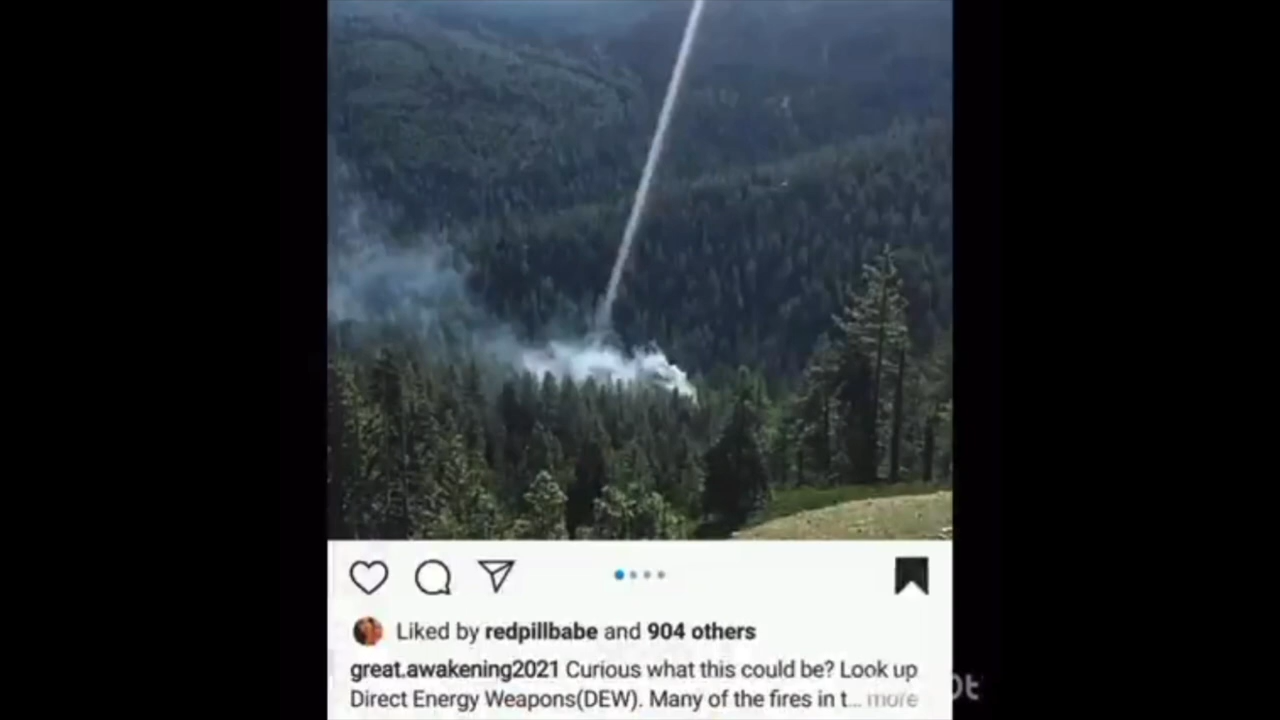 Liked by redpillbabe and 904 others
great.awakening2021 Curious what this could be? Look up
Direct Energy Weapons(DEW). Many of the fires in t... more